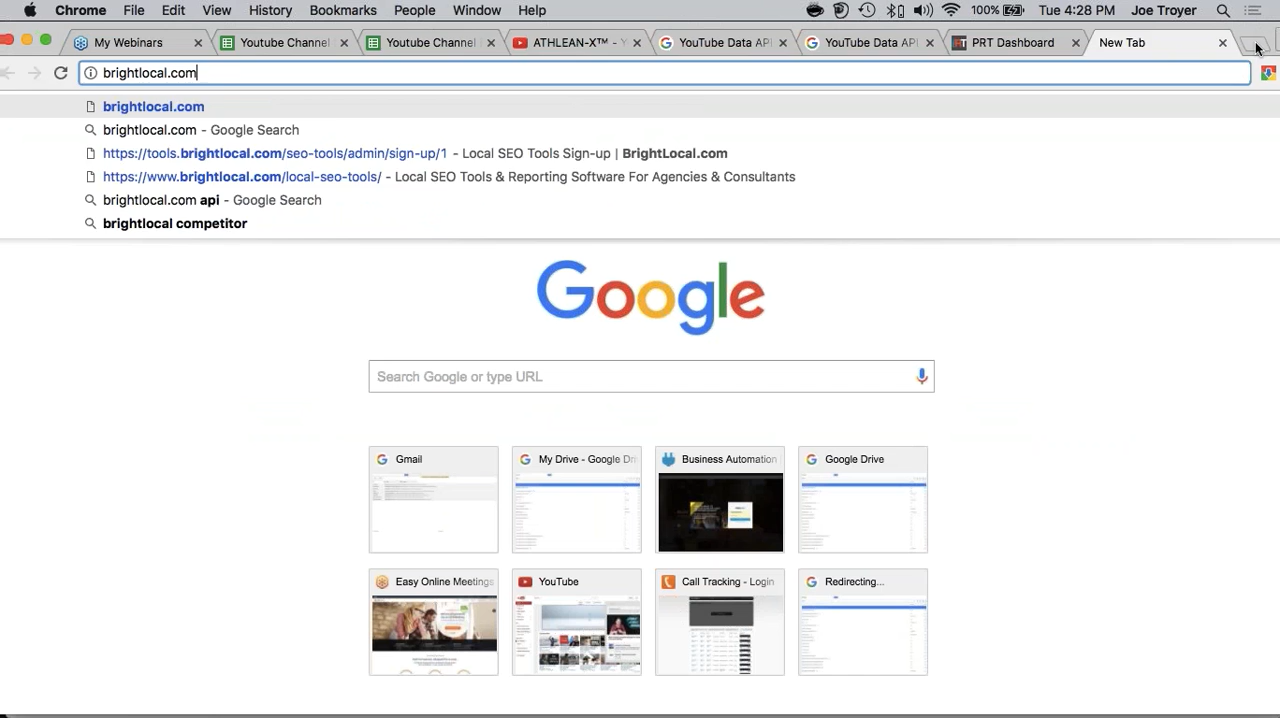 Chrome File Edit View History Bookmarks People Window Help 100% Tue 4:28 PM Joe Troyer
My Webinars Youtube Channel Youtube Channel ATHLEAN-X™ - Y YouTube Data API YouTube Data API PRT Dashboard New Tab
brightlocal.com
brightlocal.com
brightlocal.com - Google Search
https://tools.brightlocal.com/seo-tools/admin/sign-up/1 - Local SEO Tools Sign-up | BrightLocal.com
https://www.brightlocal.com/local-seo-tools/ - Local SEO Tools & Reporting Software For Agencies & Consultants
brightlocal.com api - Google Search
brightlocal competitor
Google
Search Google or type URL
Gmail My Drive - Google Dr Business Automation Google Drive
Easy Online Meetings YouTube Call Tracking - Login Redirecting...